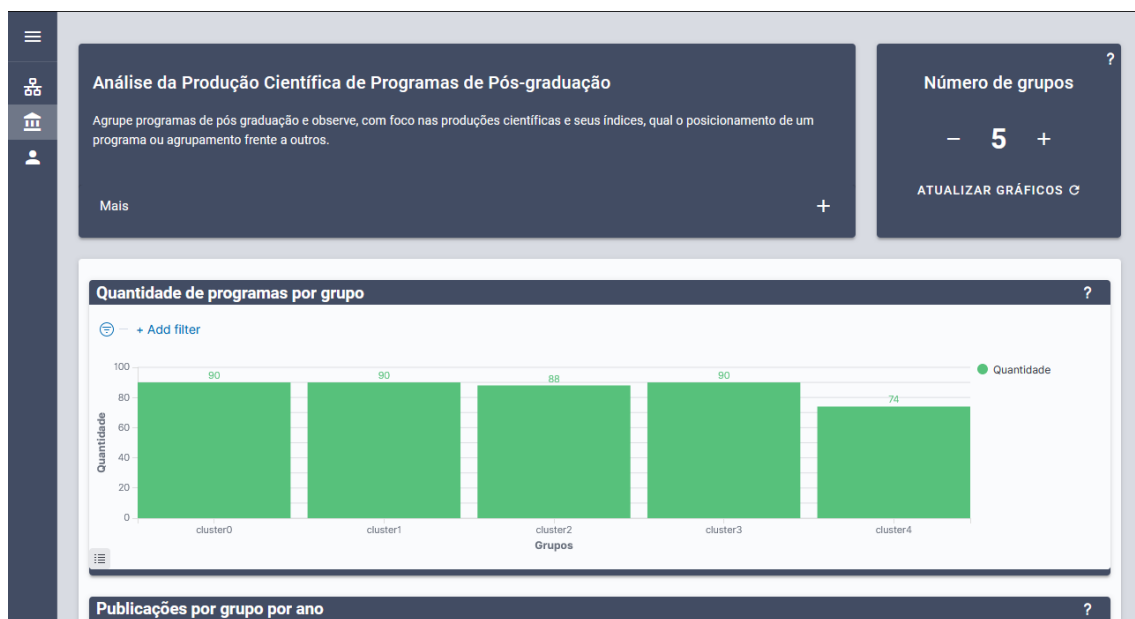 Análise da Produção Científica de Programas de Pós-graduação
Agrupe programas de pós graduação e observe, com foco nas produções científicas e seus índices, qual o posicionamento de um
programa ou agrupamento frente a outros.
Mais
+
?
Número de grupos
− 5 +
ATUALIZAR GRÁFICOS
Quantidade de programas por grupo
?
+ Add filter
Quantidade
100
80
60
40
20
0
90
90
88
90
74
cluster0
cluster1
cluster2
cluster3
cluster4
Grupos
Quantidade
Publicações por grupo por ano
?